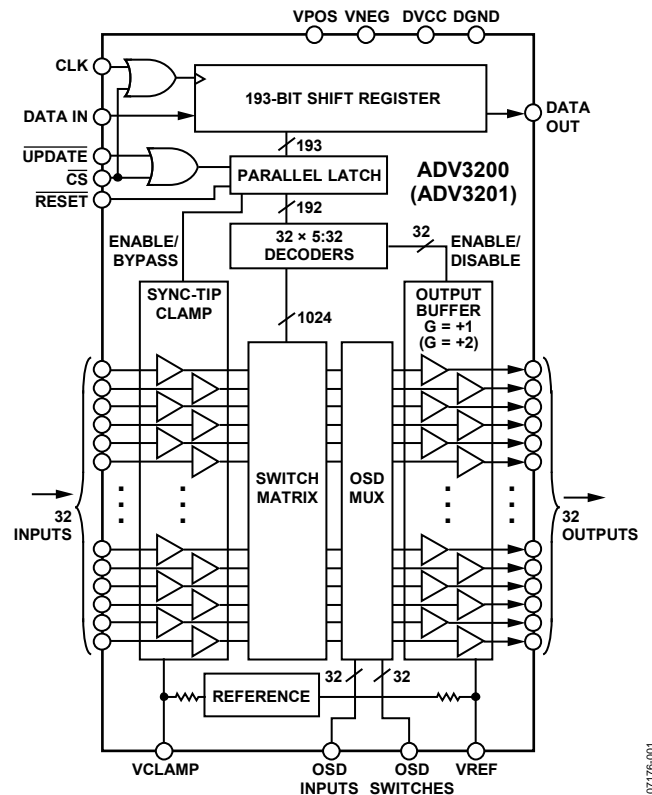 VPOS VNEG DVCC DGND
CLK
193-BIT SHIFT REGISTER
DATA IN
DATA
OUT
UPDATE
193
CS
PARALLEL LATCH
ADV3200
(ADV3201)
RESET
192
ENABLE/
BYPASS
32 × 5:32
DECODERS
32
ENABLE/
DISABLE
SYNC-TIP
CLAMP
OUTPUT
BUFFER
G = +1
(G = +2)
1024
SWITCH
MATRIX
OSD
MUX
32
INPUTS
32
OUTPUTS
REFERENCE
32
32
VCLAMP
OSD
INPUTS
OSD
SWITCHES
VREF
07176-001